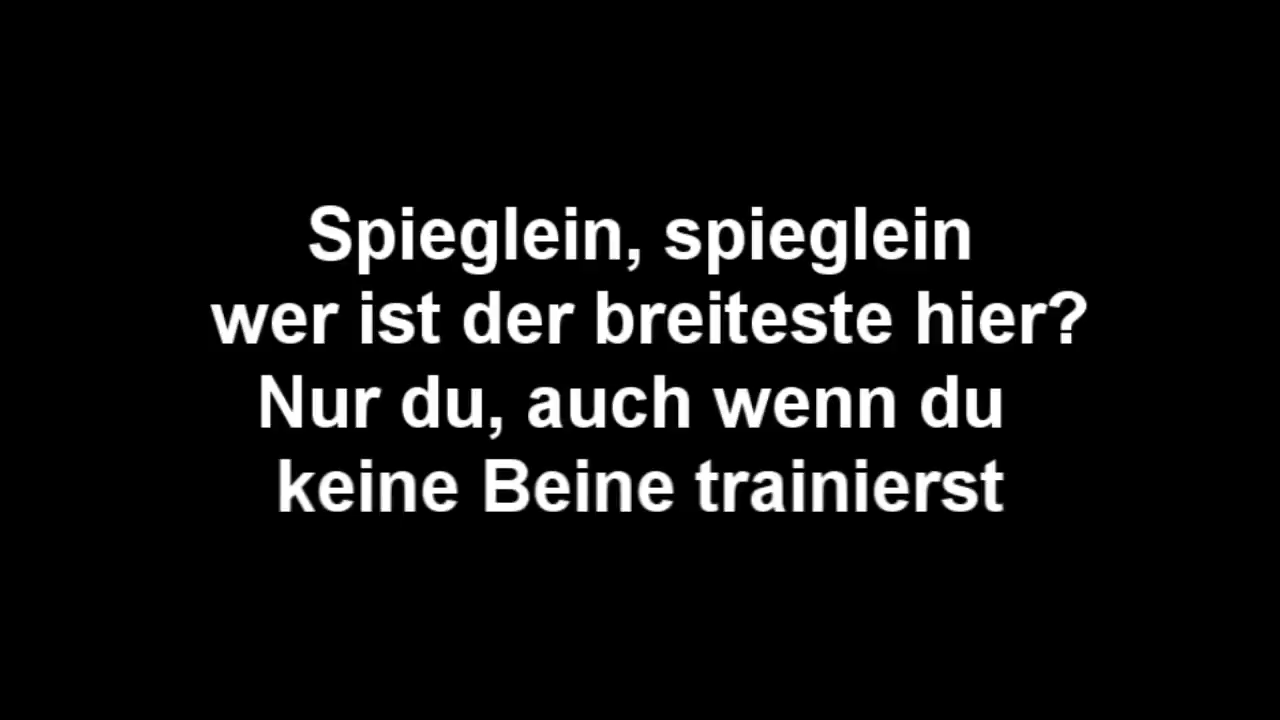 Spieglein, spieglein
wer ist der breiteste hier?
Nur du, auch wenn du
keine Beine trainierst